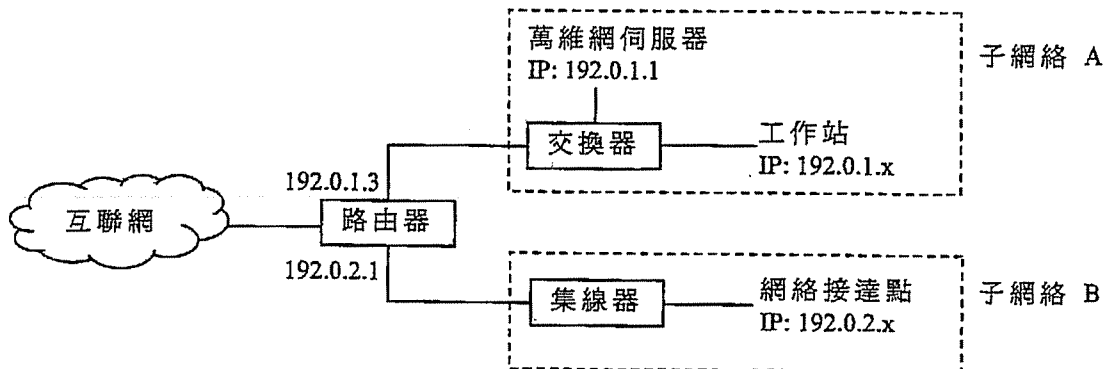 萬維網伺服器
IP: 192.0.1.1
子網絡 A
交換器
工作站
IP: 192.0.1.x
192.0.1.3
互聯網
路由器
192.0.2.1
集線器
網絡接達點
IP: 192.0.2.x
子網絡 B